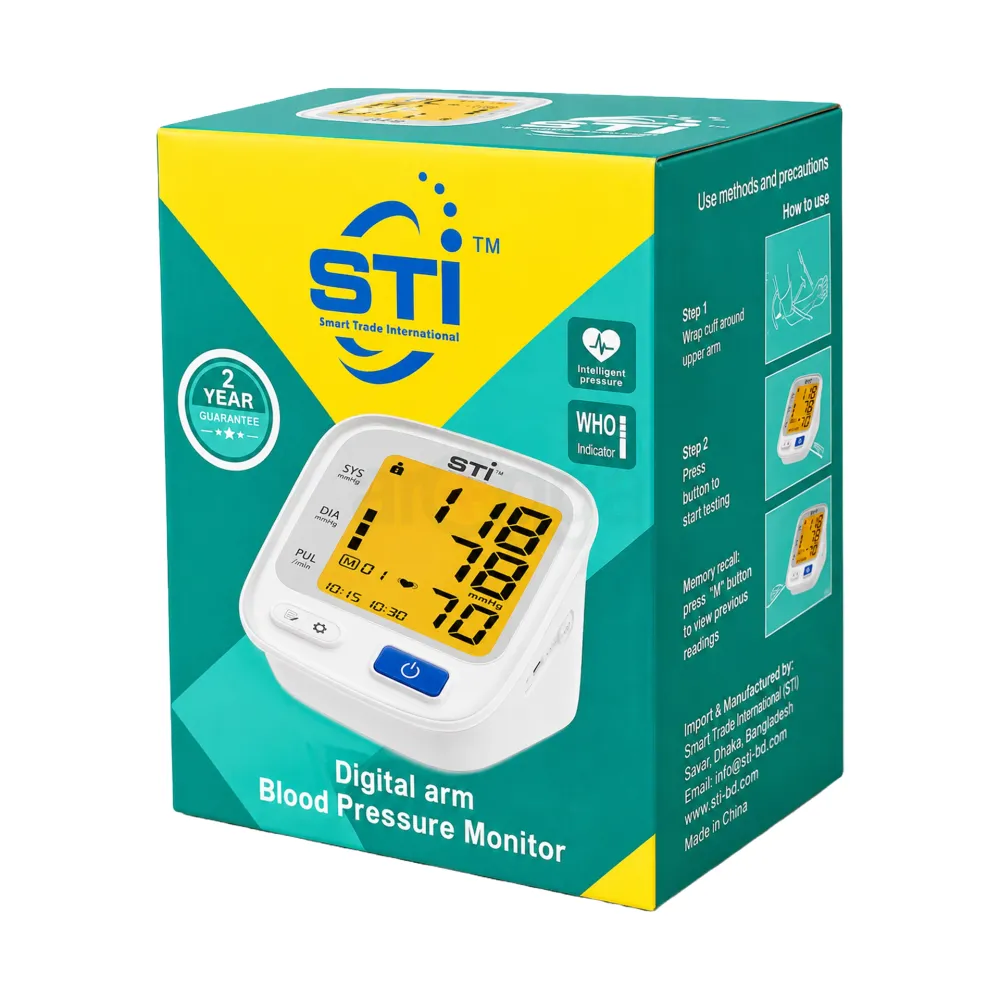 STI TM
STI TM
Smart Trade International
2
YEAR
GUARANTEE
Intelligent
pressure
WHO
Indicator
STI TM
SYS
mmHg
118
DIA
mmHg
78
mmHg
PUL
/min
M 01
70
10:15 10:30
Digital arm
Blood Pressure Monitor
Use methods and precautions
How to use
Step 1
Wrap cuff around
upper arm
Step 2
Press
button to
start testing
Memory recall:
press "M" button
to view previous
readings
Import & Manufactured by:
Smart Trade International (STI)
Savar, Dhaka, Bangladesh
Email: info@sti-bd.com
www.sti-bd.com
Made in China